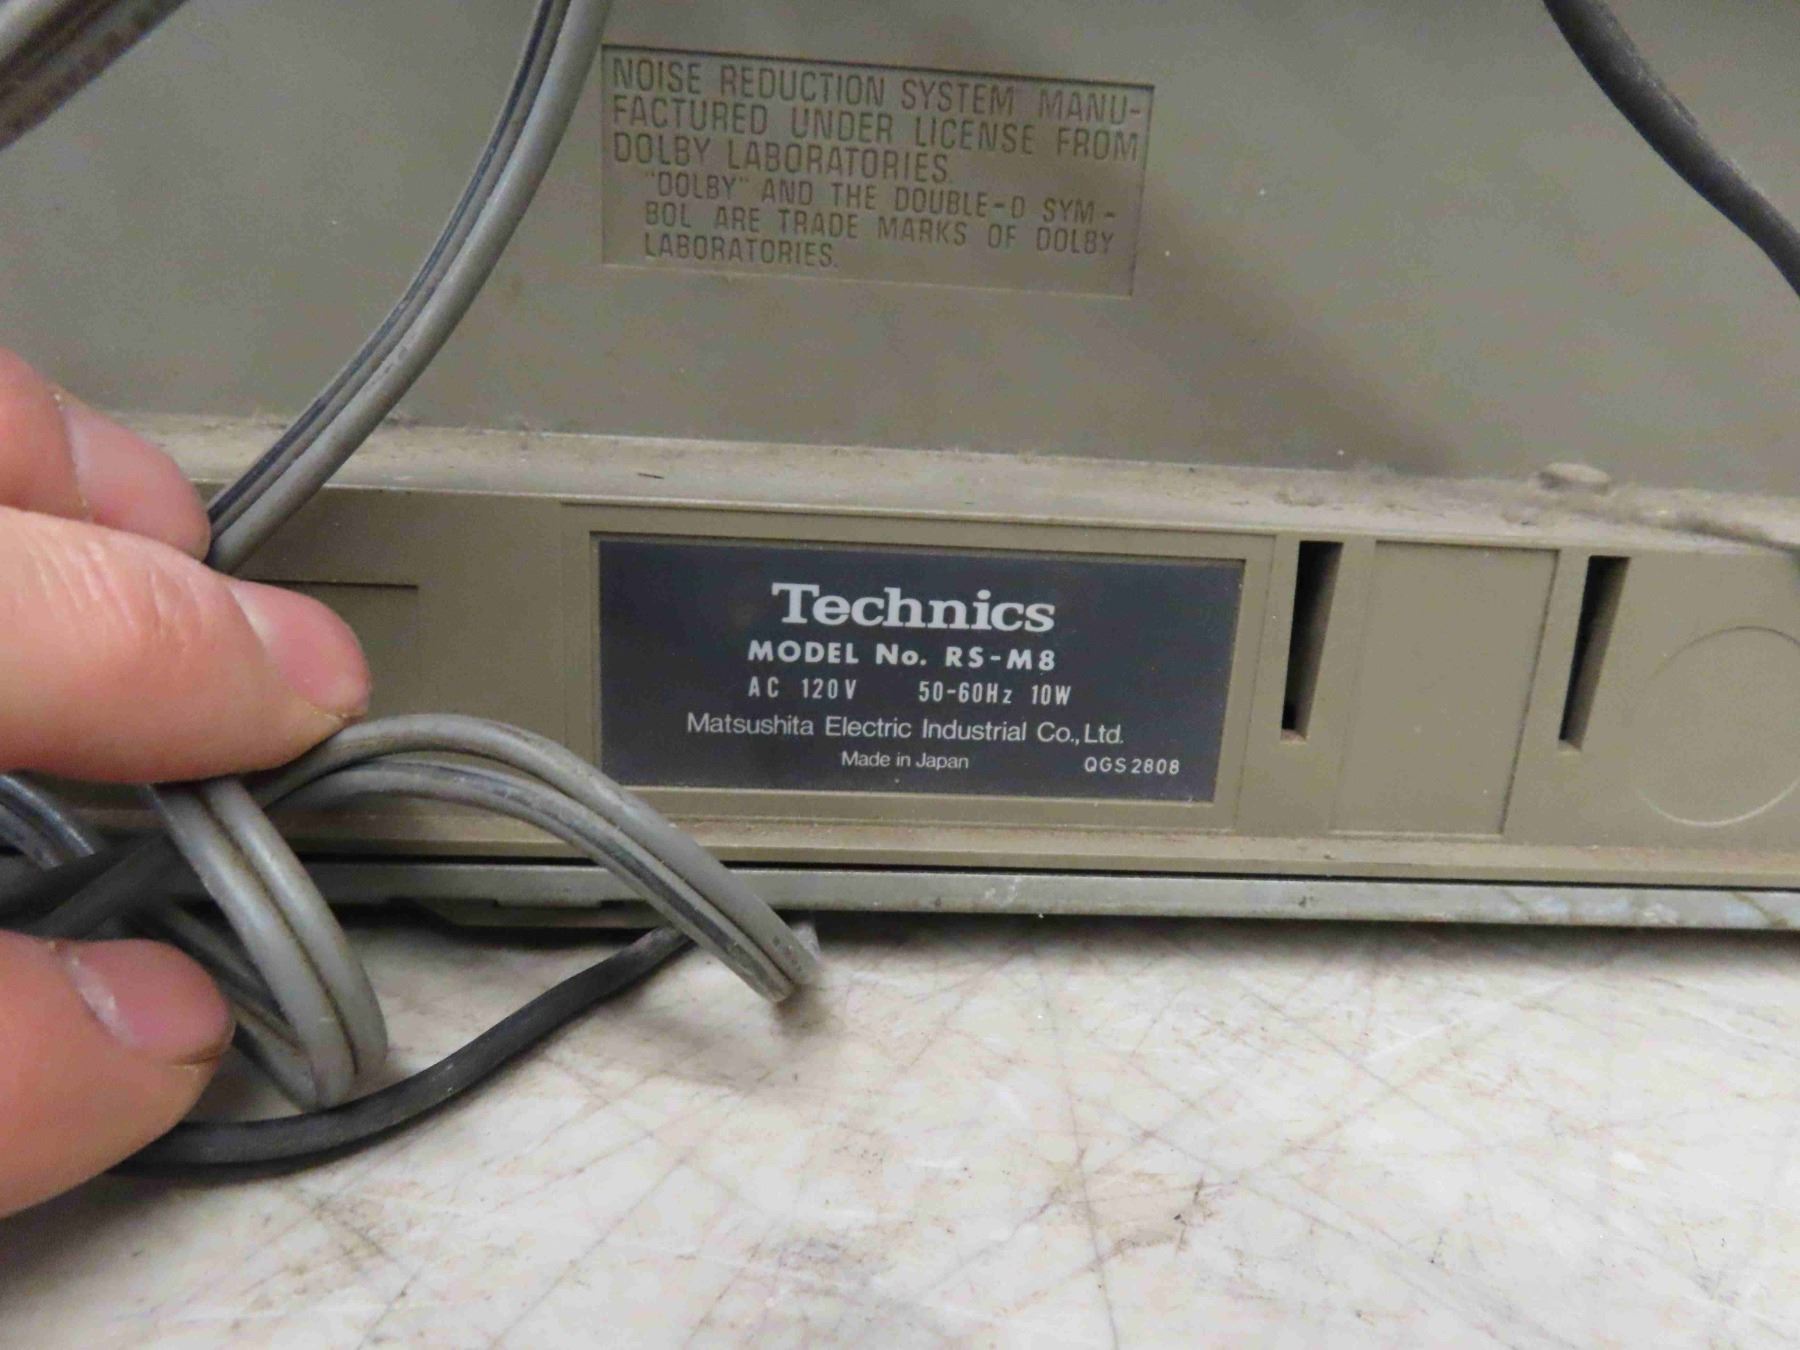 NOISE REDUCTION SYSTEM MANU-
FACTURED UNDER LICENSE FROM
DOLBY LABORATORIES.
"DOLBY" AND THE DOUBLE-D SYM-
BOL ARE TRADE MARKS OF DOLBY
LABORATORIES.
Technics
MODEL No. RS-M8
AC 120V 50-60Hz 10W
Matsushita Electric Industrial Co., Ltd.
Made in Japan QGS2808